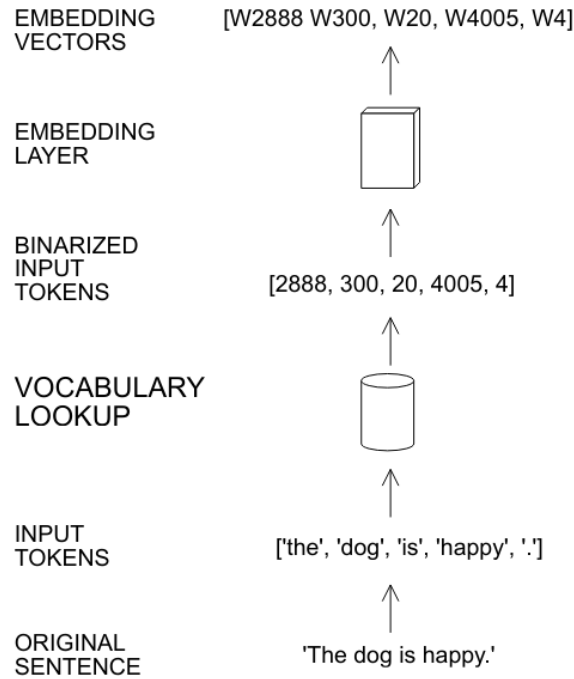 EMBEDDING
VECTORS
[W2888 W300, W20, W4005, W4]
EMBEDDING
LAYER
BINARIZED
INPUT
TOKENS
[2888, 300, 20, 4005, 4]
VOCABULARY
LOOKUP
INPUT
TOKENS
['the', 'dog', 'is', 'happy', '.']
ORIGINAL
SENTENCE
'The dog is happy.'